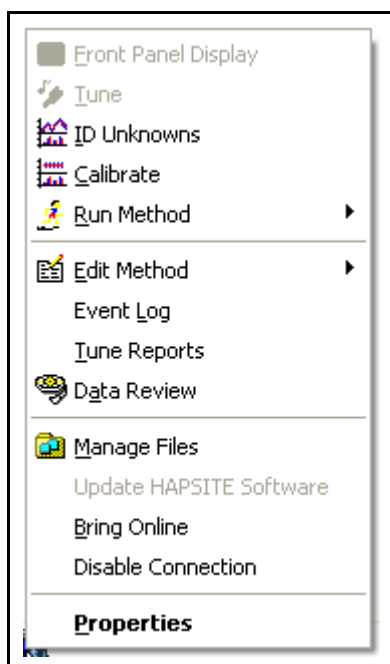 Front Panel Display
Tune
ID Unknowns
Calibrate
Run Method
Edit Method
Event Log
Tune Reports
Data Review
Manage Files
Update HAPSITE Software
Bring Online
Disable Connection
Properties